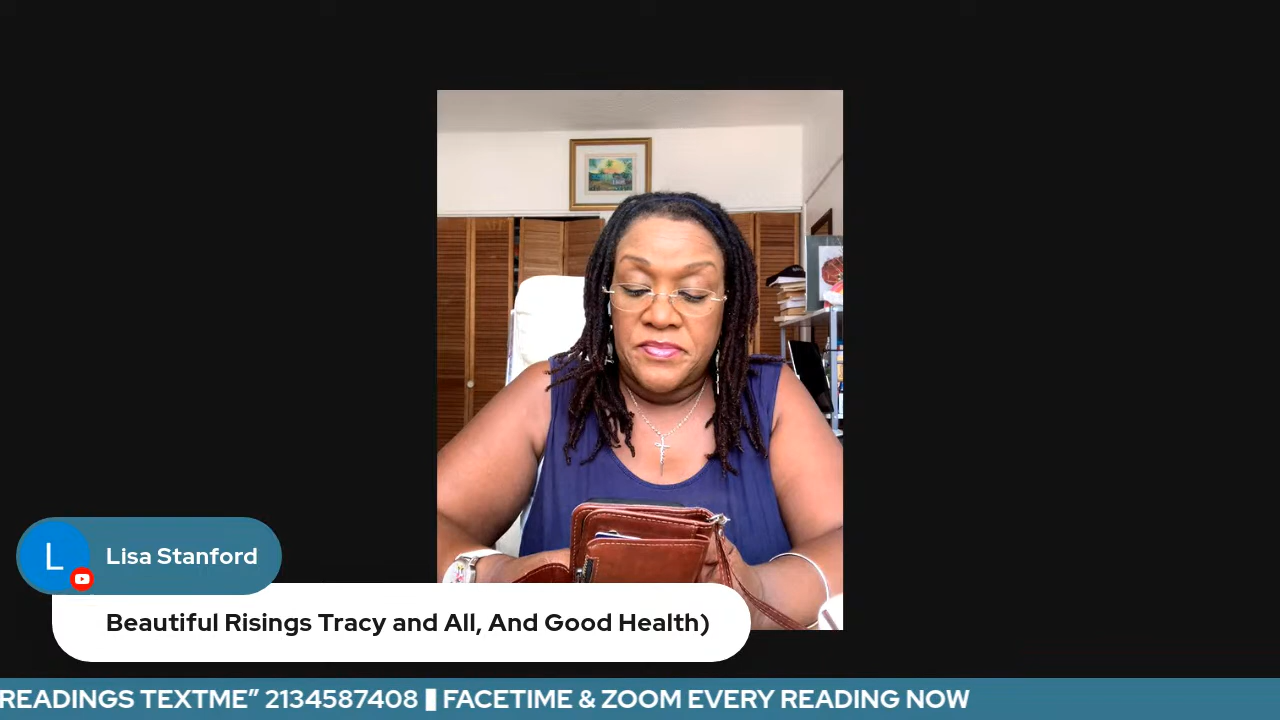 L
Lisa Stanford
Beautiful Risings Tracy and All, And Good Health)
READINGS TEXTME” 2134587408 ▮ FACETIME & ZOOM EVERY READING NOW